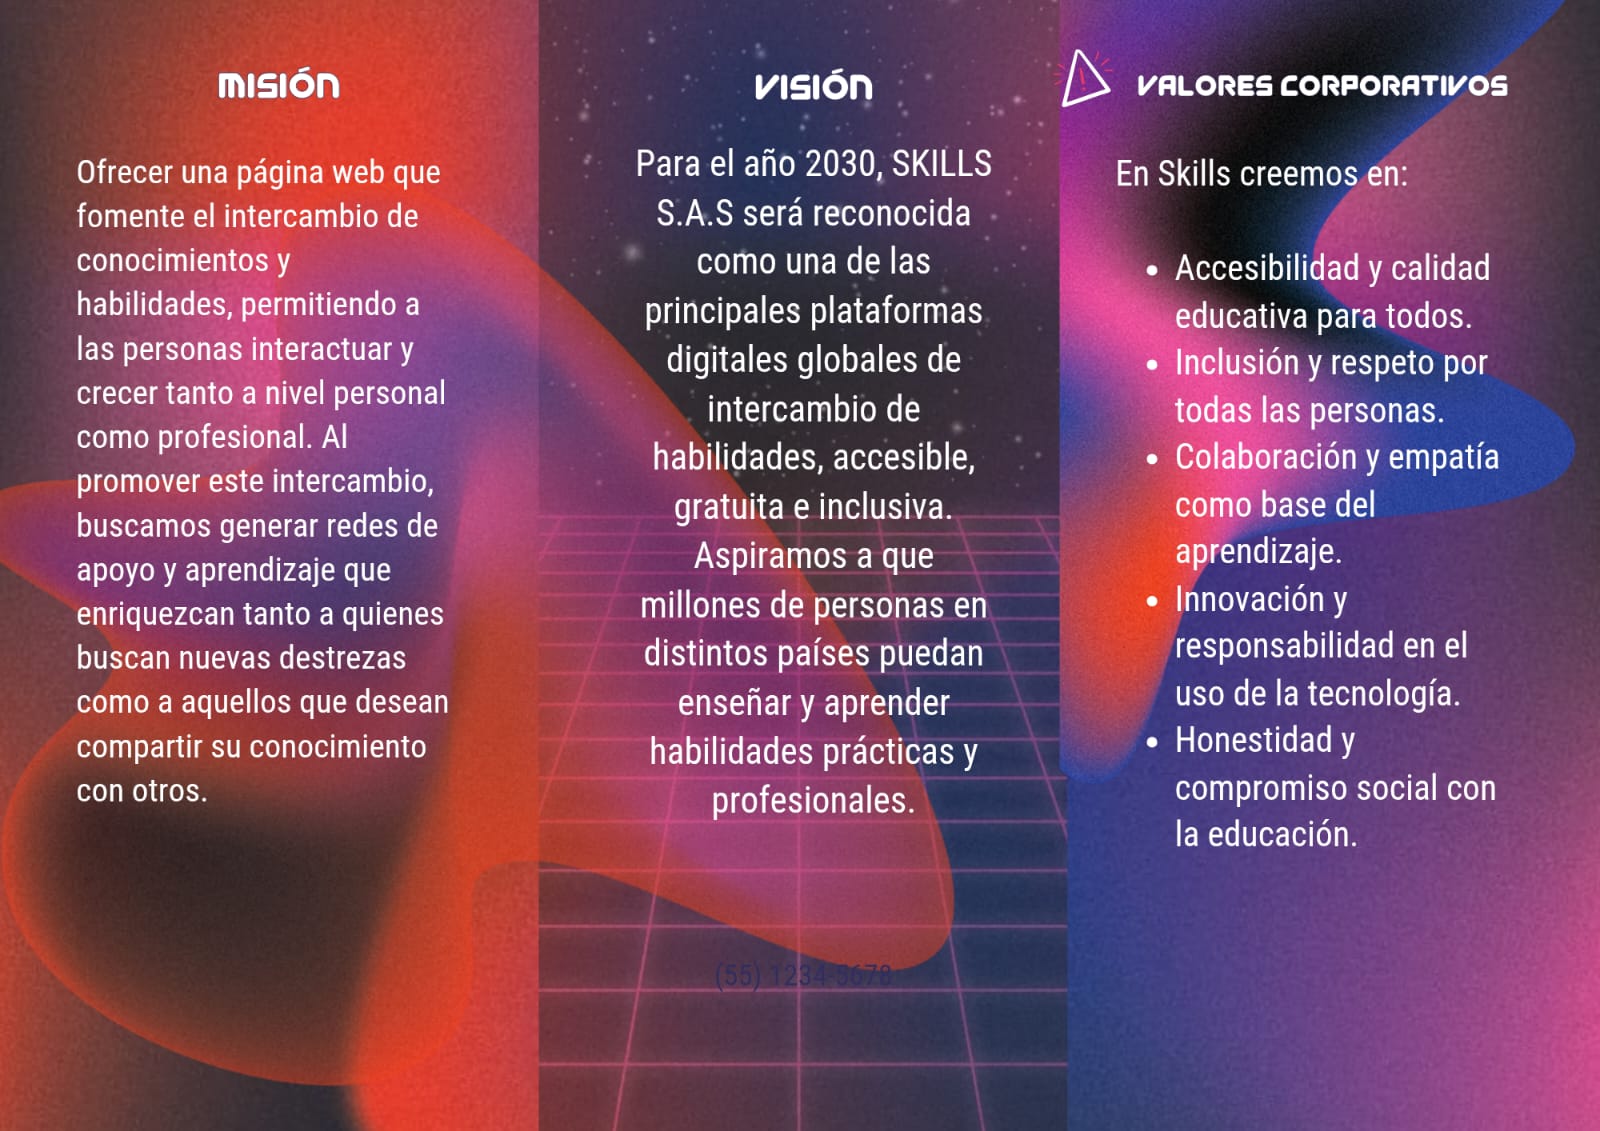 MISIÓN
Ofrecer una página web que
fomente el intercambio de
conocimientos y
habilidades, permitiendo a
las personas interactuar y
crecer tanto a nivel personal
como profesional. Al
promover este intercambio,
buscamos generar redes de
apoyo y aprendizaje que
enriquezcan tanto a quienes
buscan nuevas destrezas
como a aquellos que desean
compartir su conocimiento
con otros.
VISIÓN
Para el año 2030, SKILLS
S.A.S será reconocida
como una de las
principales plataformas
digitales globales de
intercambio de
habilidades, accesible,
gratuita e inclusiva.
Aspiramos a que
millones de personas en
distintos países puedan
enseñar y aprender
habilidades prácticas y
profesionales.
(55) 1234-5678
VALORES CORPORATIVOS
En Skills creemos en:
• Accesibilidad y calidad
educativa para todos.
• Inclusión y respeto por
todas las personas.
• Colaboración y empatía
como base del
aprendizaje.
• Innovación y
responsabilidad en el
uso de la tecnología.
• Honestidad y
compromiso social con
la educación.